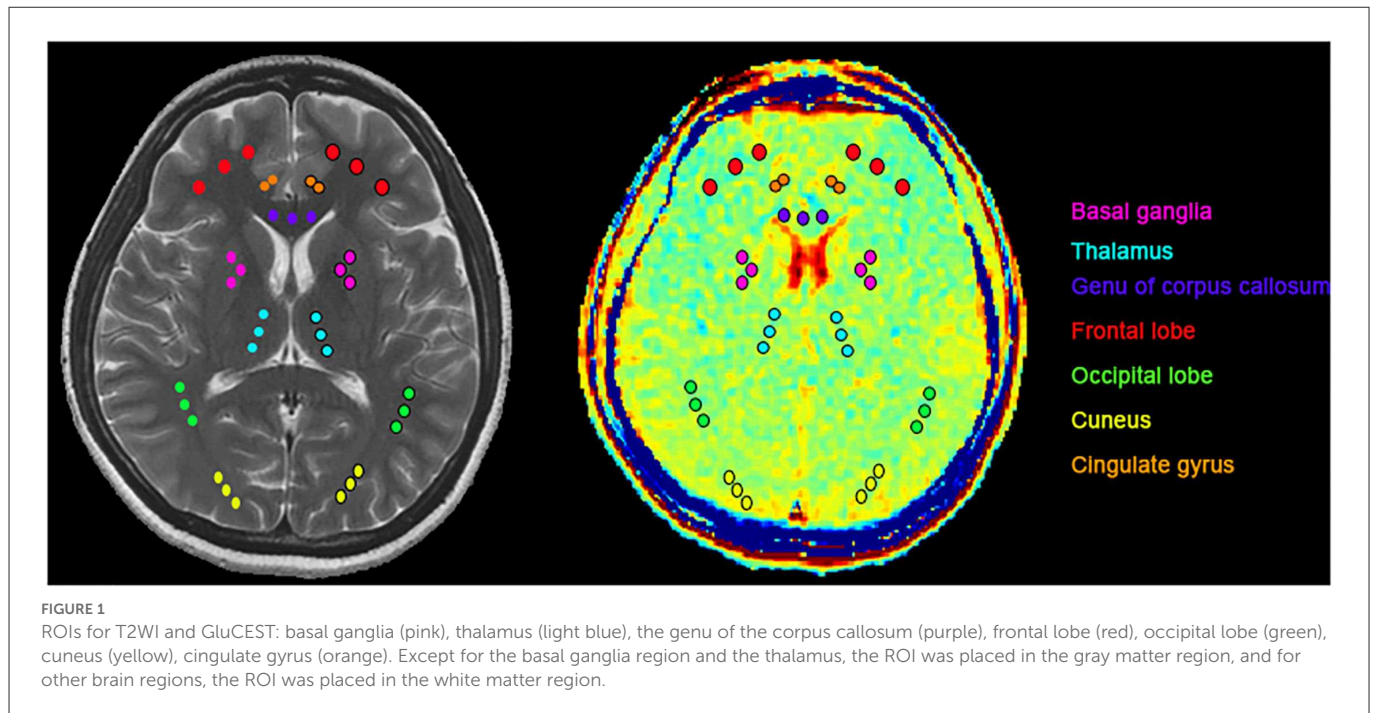 Basal ganglia
Thalamus
Genu of corpus callosum
Frontal lobe
Occipital lobe
Cuneus
Cingulate gyrus
FIGURE 1
ROIs for T2WI and GluCEST: basal ganglia (pink), thalamus (light blue), the genu of the corpus callosum (purple), frontal lobe (red), occipital lobe (green),
cuneus (yellow), cingulate gyrus (orange). Except for the basal ganglia region and the thalamus, the ROI was placed in the gray matter region, and for
other brain regions, the ROI was placed in the white matter region.